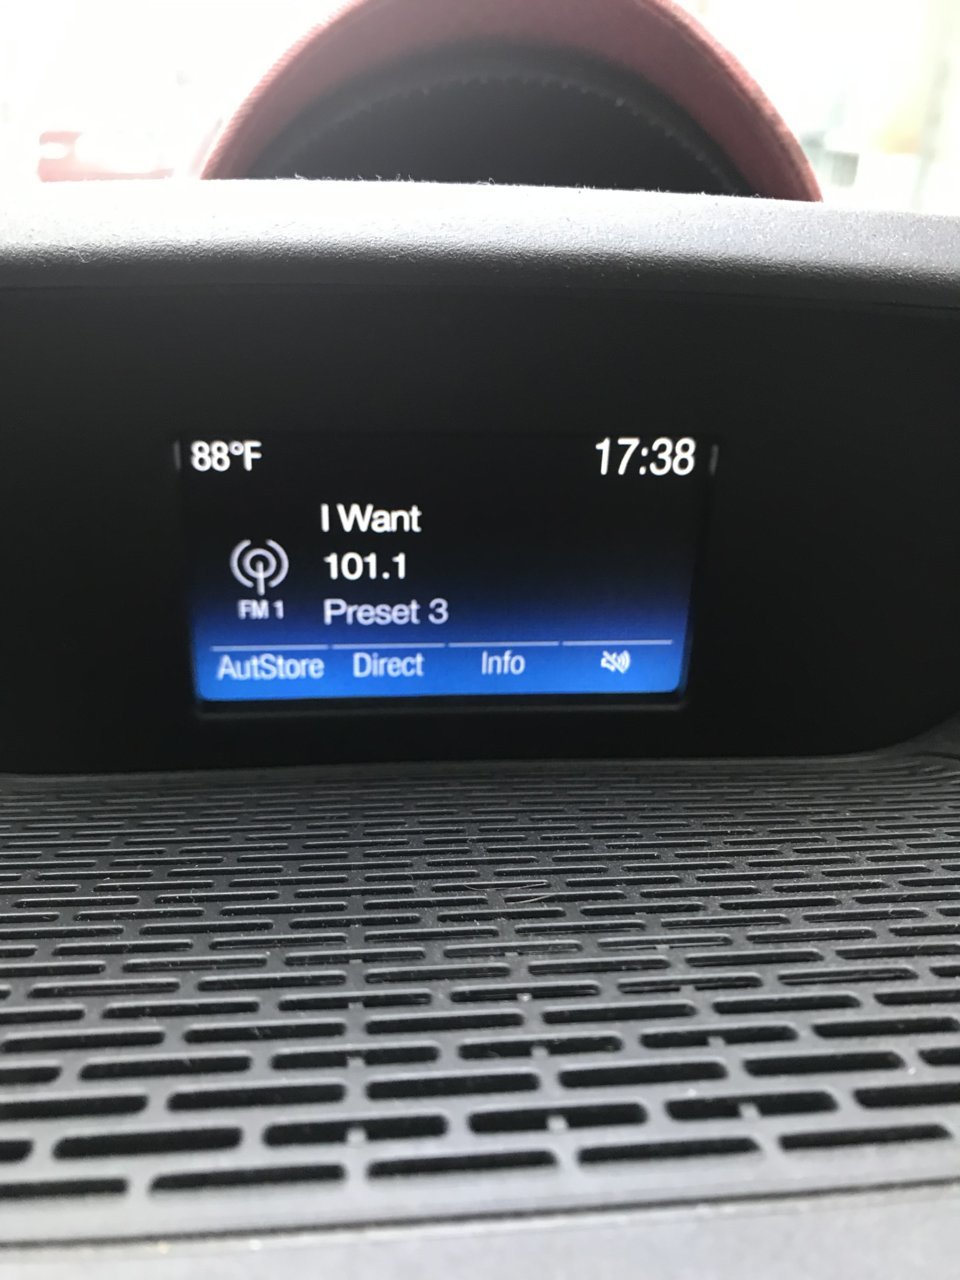 88°F 17:38
I Want
101.1
FM 1 Preset 3
AutStore Direct Info